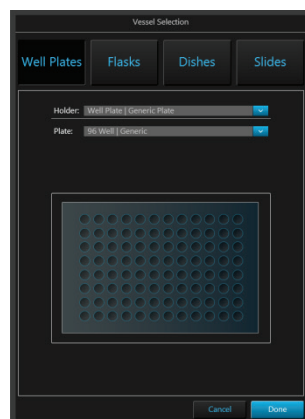 Vessel Selection
Well Plates Flasks Dishes Slides
Holder: Well Plate | Generic Plate
Plate: 96 Well | Generic
Cancel Done